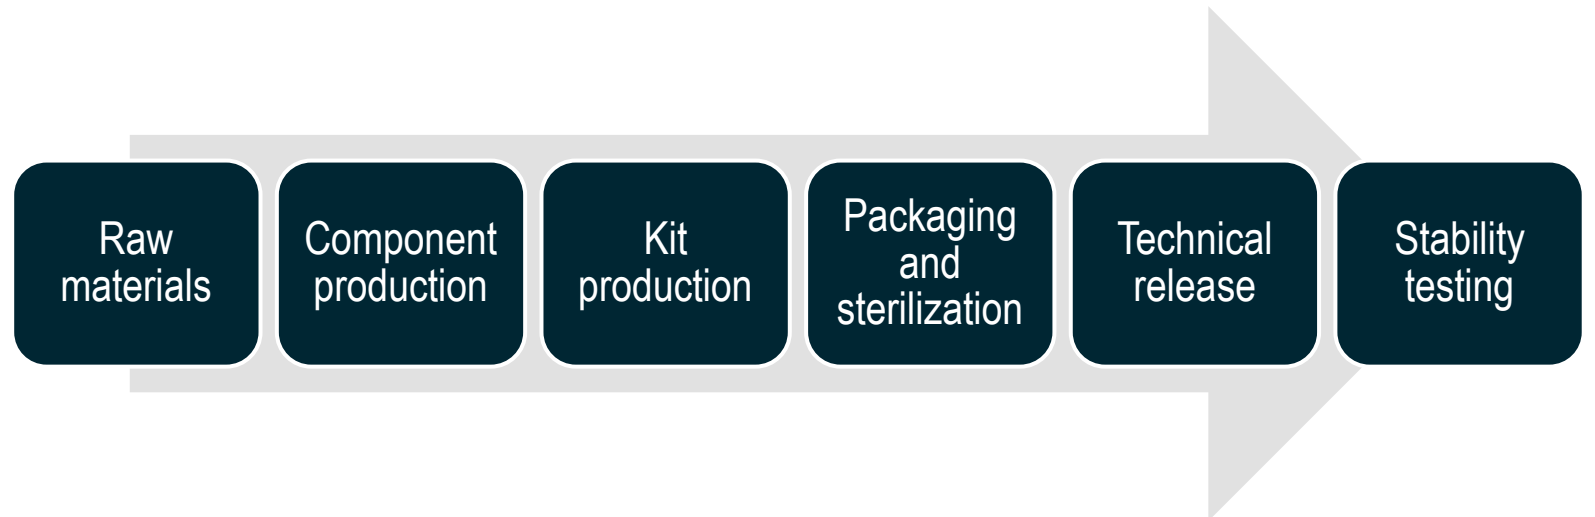 Raw
materials
Component
production
Kit
production
Packaging
and
sterilization
Technical
release
Stability
testing